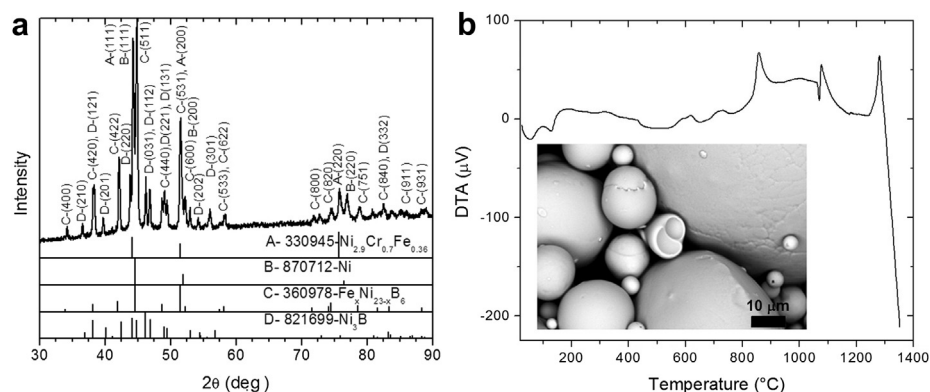 a
Intensity
C-(400)
D-(210)
C-(420), D-(121)
D-(201)
C-(422)
D-(220)
A-(111)
B-(111)
C-(511)
D-(031), D-(112)
C-(440)D(221), D(131)
C-(531), A-(200)
C-(600) B-(200)
D-(202)
D-(301)
C-(533), C-(622)
C-(800)
C-(820)
A-(220)
B-(220)
C-(751)
C-(840), D(332)
C-(911)
C-(931)
A- 330945-Ni2.9Cr0.7Fe0.36
B- 870712-Ni
C- 360978-FexNi23-xB6
D- 821699-Ni3B
30 40 50 60 70 80 90
2θ (deg.)
b
DTA (µV)
100
0
-100
-200
10 µm
200 400 600 800 1000 1200 1400
Temperature (°C)